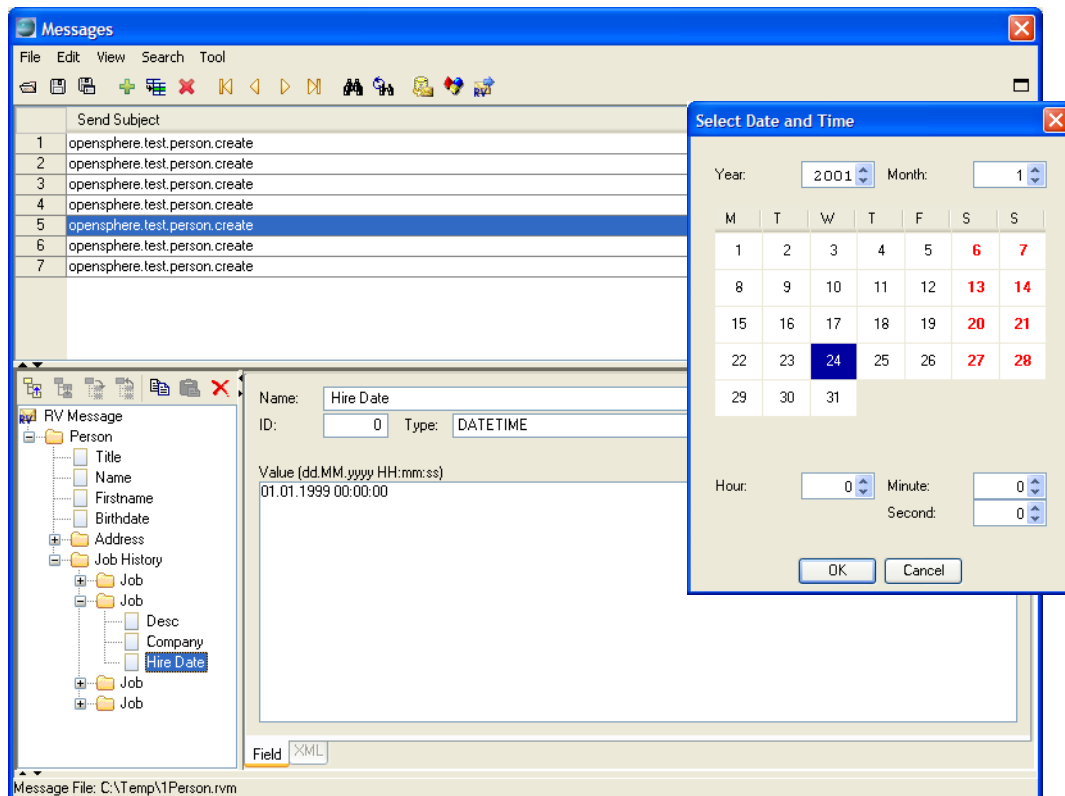 Messages
File Edit View Search Tool
RV
Send Subject
1 opensphere.test.person.create
2 opensphere.test.person.create
3 opensphere.test.person.create
4 opensphere.test.person.create
5 opensphere.test.person.create
6 opensphere.test.person.create
7 opensphere.test.person.create
Select Date and Time
Year: 2001 Month: 1
M T W T F S S
1 2 3 4 5 6 7
8 9 10 11 12 13 14
15 16 17 18 19 20 21
22 23 24 25 26 27 28
29 30 31
Hour: 0 Minute: 0
Second: 0
OK Cancel
RV RV Message
Person
Title
Name
Firstname
Birthdate
Address
Job History
Job
Job
Desc
Company
Hire Date
Job
Job
Name: Hire Date
ID: 0 Type: DATETIME
Value (dd.MM.yyyy HH:mm:ss)
01.01.1999 00:00:00
Field XML
Message File: C:\Temp\1Person.rvm